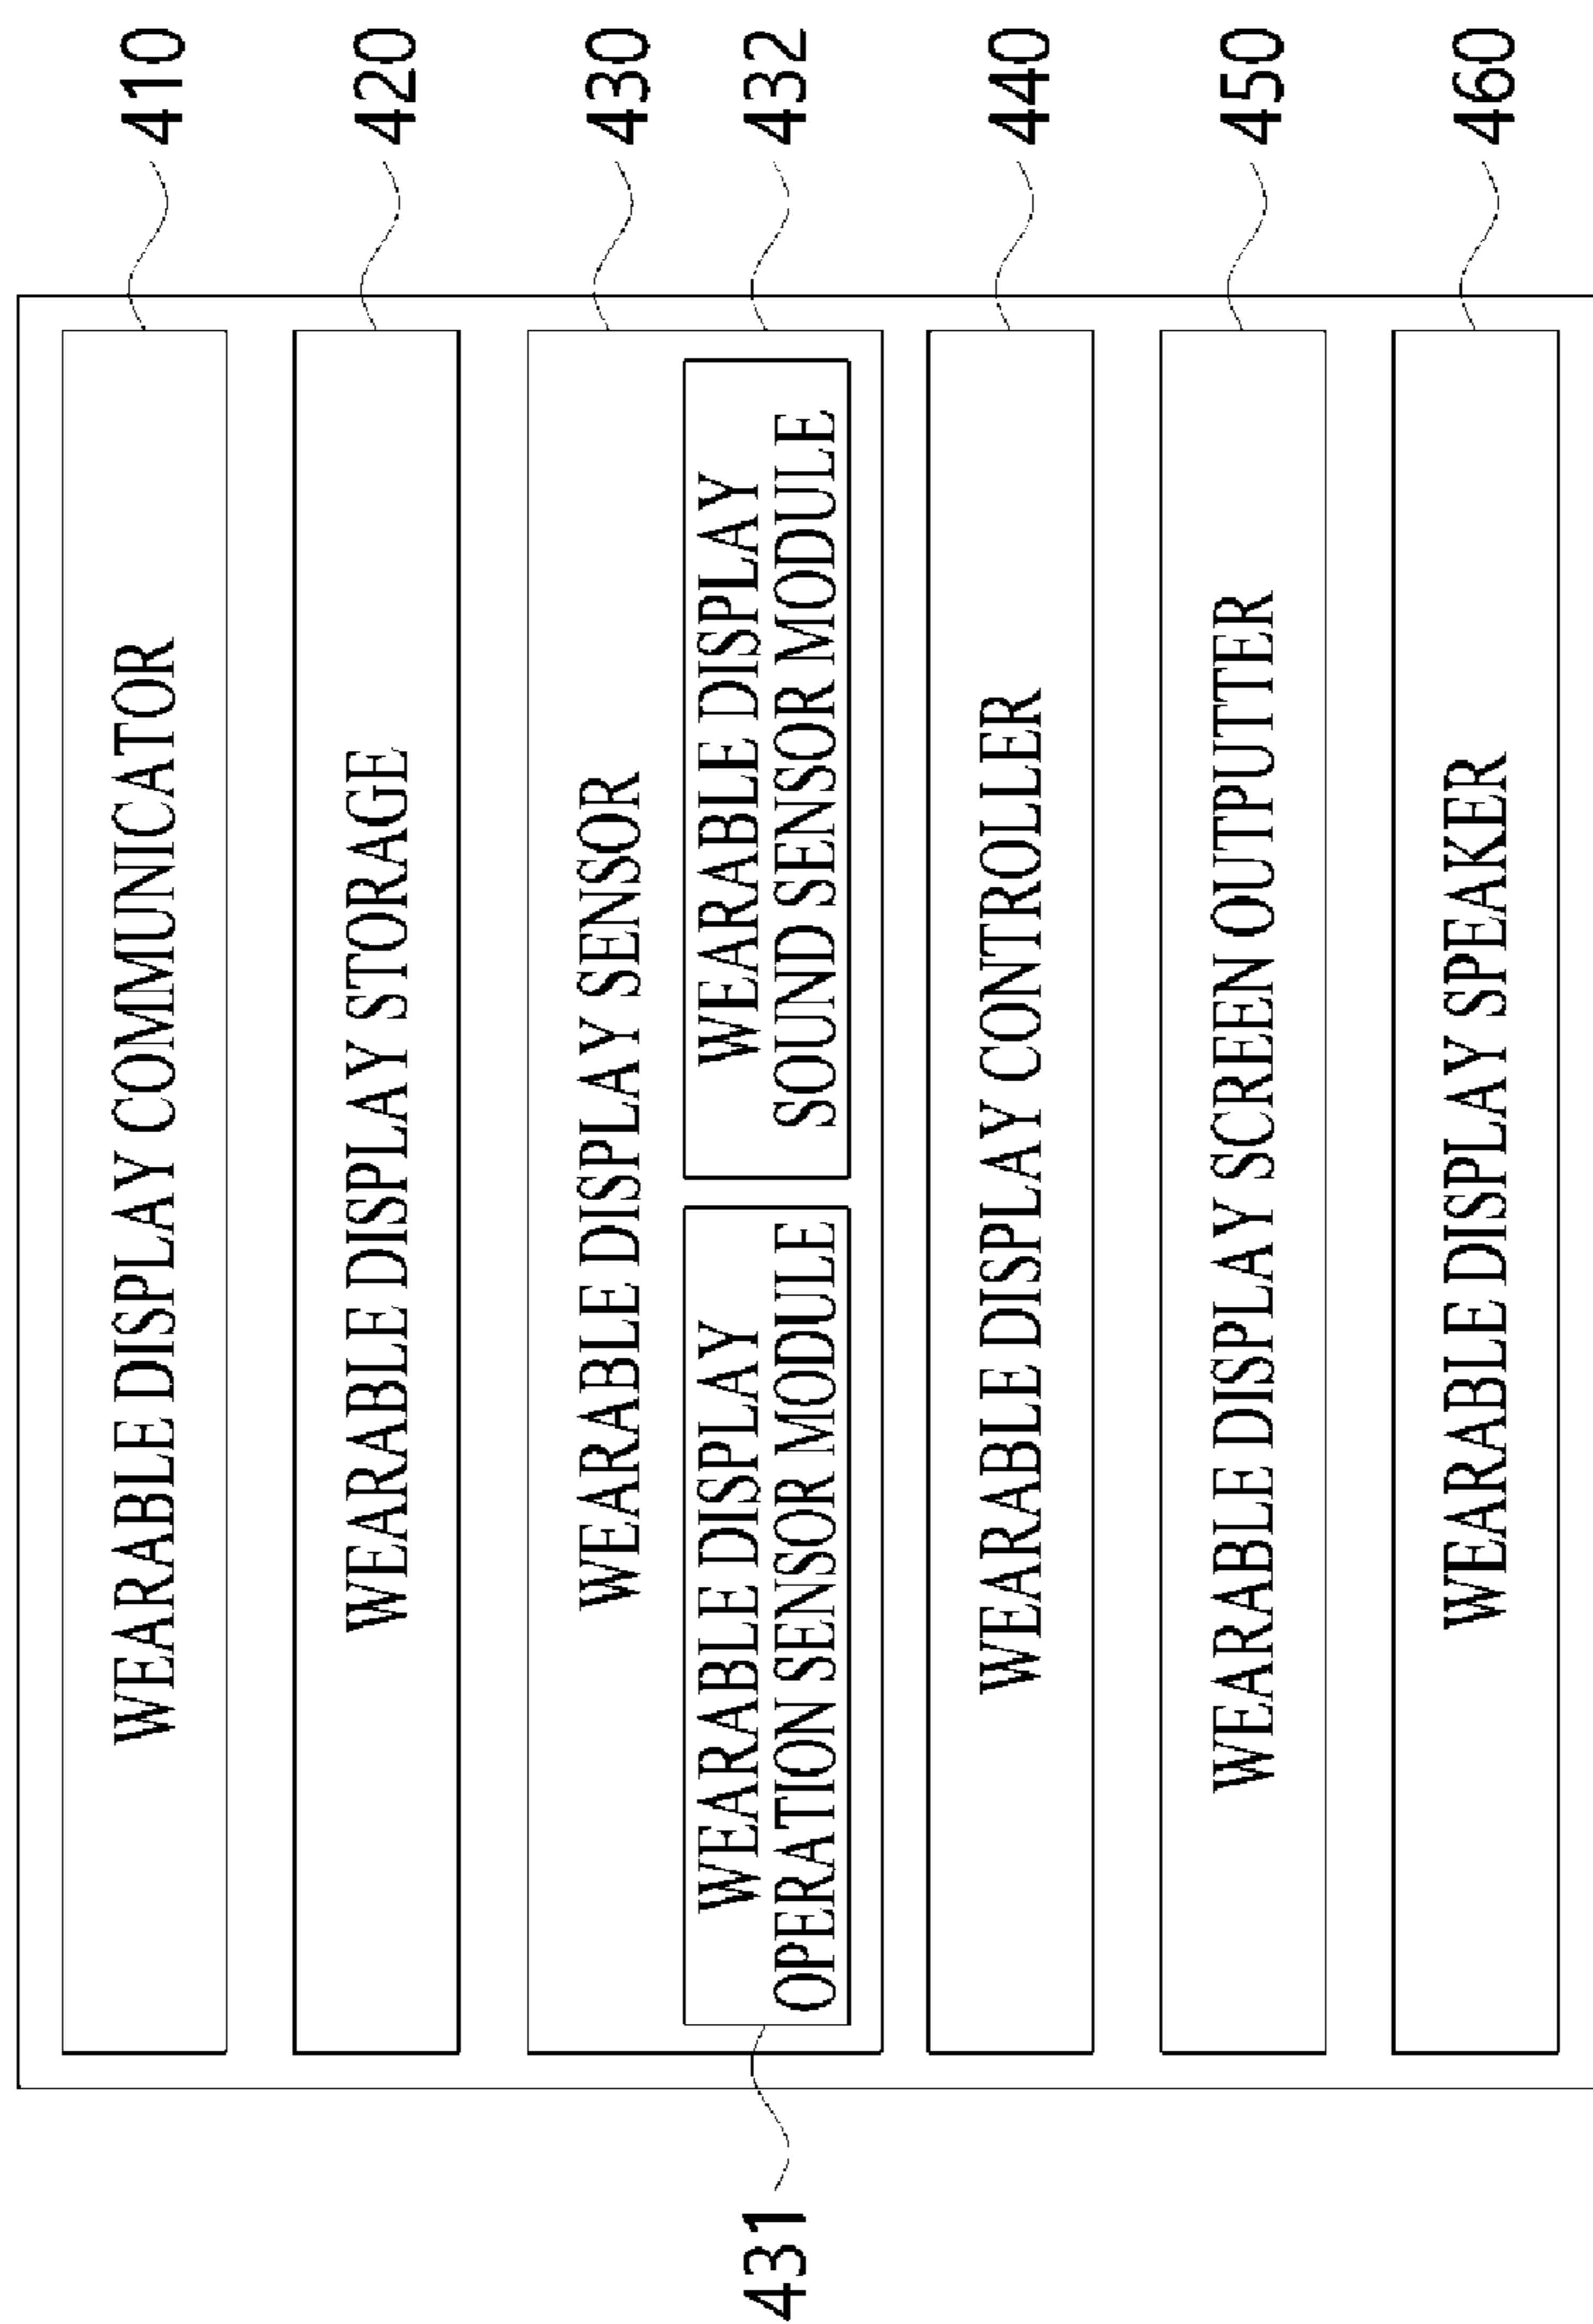 WEARABLE DISPLAY COMMUNICATOR
410
WEARABLE DISPLAY STORAGE
420
WEARABLE DISPLAY SENSOR
430
431
WEARABLE DISPLAY
OPERATION SENSOR MODULE
WEARABLE DISPLAY
SOUND SENSOR MODULE
432
WEARABLE DISPLAY CONTROLLER
440
WEARABLE DISPLAY SCREEN OUTPUTTER
450
WEARABLE DISPLAY SPEAKER
460